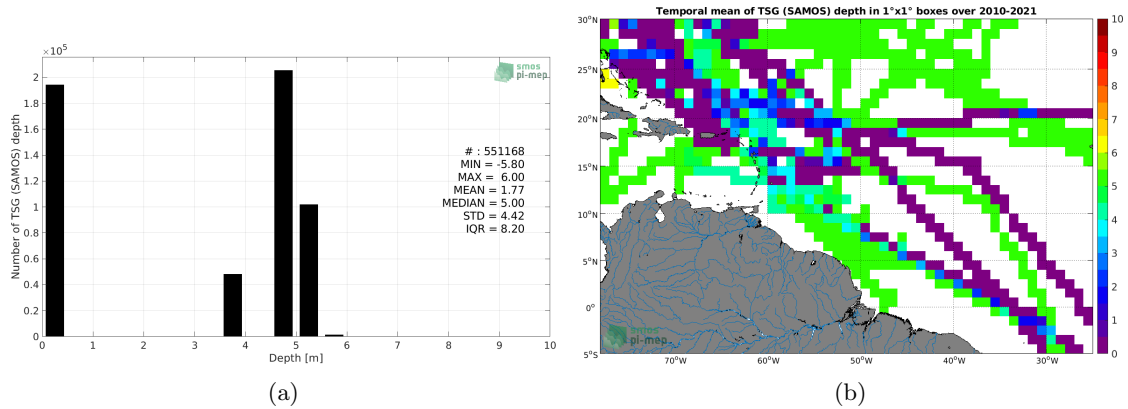 ×10⁵
2
1.8
1.6
1.4
1.2
1
0.8
0.6
0.4
0.2
0
Number of TSG (SAMOS) depth
smos
pi-mep
# : 551168
MIN = -5.80
MAX = 6.00
MEAN = 1.77
MEDIAN = 5.00
STD = 4.42
IQR = 8.20
0 1 2 3 4 5 6 7 8 9 10
Depth [m]
(a)
Temporal mean of TSG (SAMOS) depth in 1°x1° boxes over 2010-2021
30°N
25°N
20°N
15°N
10°N
5°N
0°
5°S
smos
pi-mep
70°W 60°W 50°W 40°W 30°W
10
9
8
7
6
5
4
3
2
1
0
(b)